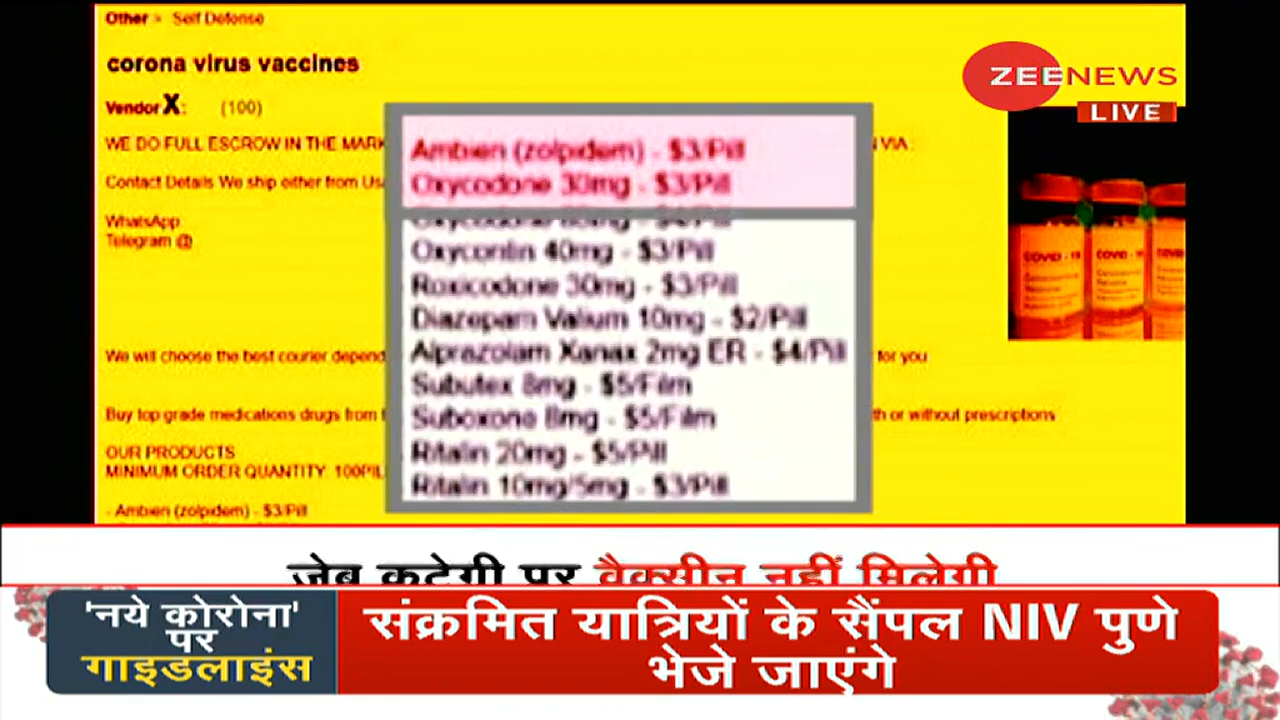 Other > Self Defense
corona virus vaccines
Vendor X: (100)
WE DO FULL ESCROW IN THE MARK
VIA :
Contact Details We ship either from Usa
WhatsApp
Telegram @
We will choose the best courier depend
for you
Buy top grade medications drugs from
or without prescriptions
OUR PRODUCTS
MINIMUM ORDER QUANTITY: 100PIL
- Ambien (zolpidem) - $3/Pill
Ambien (zolpidem) - $3/Pill
Oxycodone 30mg - $3/Pill
Oxycontin 40mg - $3/Pill
Roxicodone 30mg - $3/Pill
Diazepam Valium 10mg - $2/Pill
Alprazolam Xanax 2mg ER - $4/Pill
Subutex 8mg - $5/Film
Suboxone 8mg - $5/Film
Ritalin 20mg - $5/Pill
Ritalin 10mg/5mg - $3/Pill
ZEE NEWS
LIVE
COVID - 19
जेब कटेगी पर वैक्सीन नहीं मिलेगी
'नये कोरोना'
पर
गाइडलाइंस
संक्रमित यात्रियों के सैंपल NIV पुणे
भेजे जाएंगे